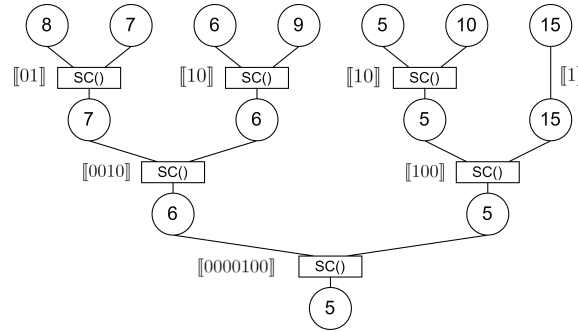 8 7 6 9 5 10 15
⟦01⟧ SC() ⟦10⟧ SC() ⟦10⟧ SC() ⟦1⟧
7 6 5 15
⟦0010⟧ SC() ⟦100⟧ SC()
6 5
⟦0000100⟧ SC()
5